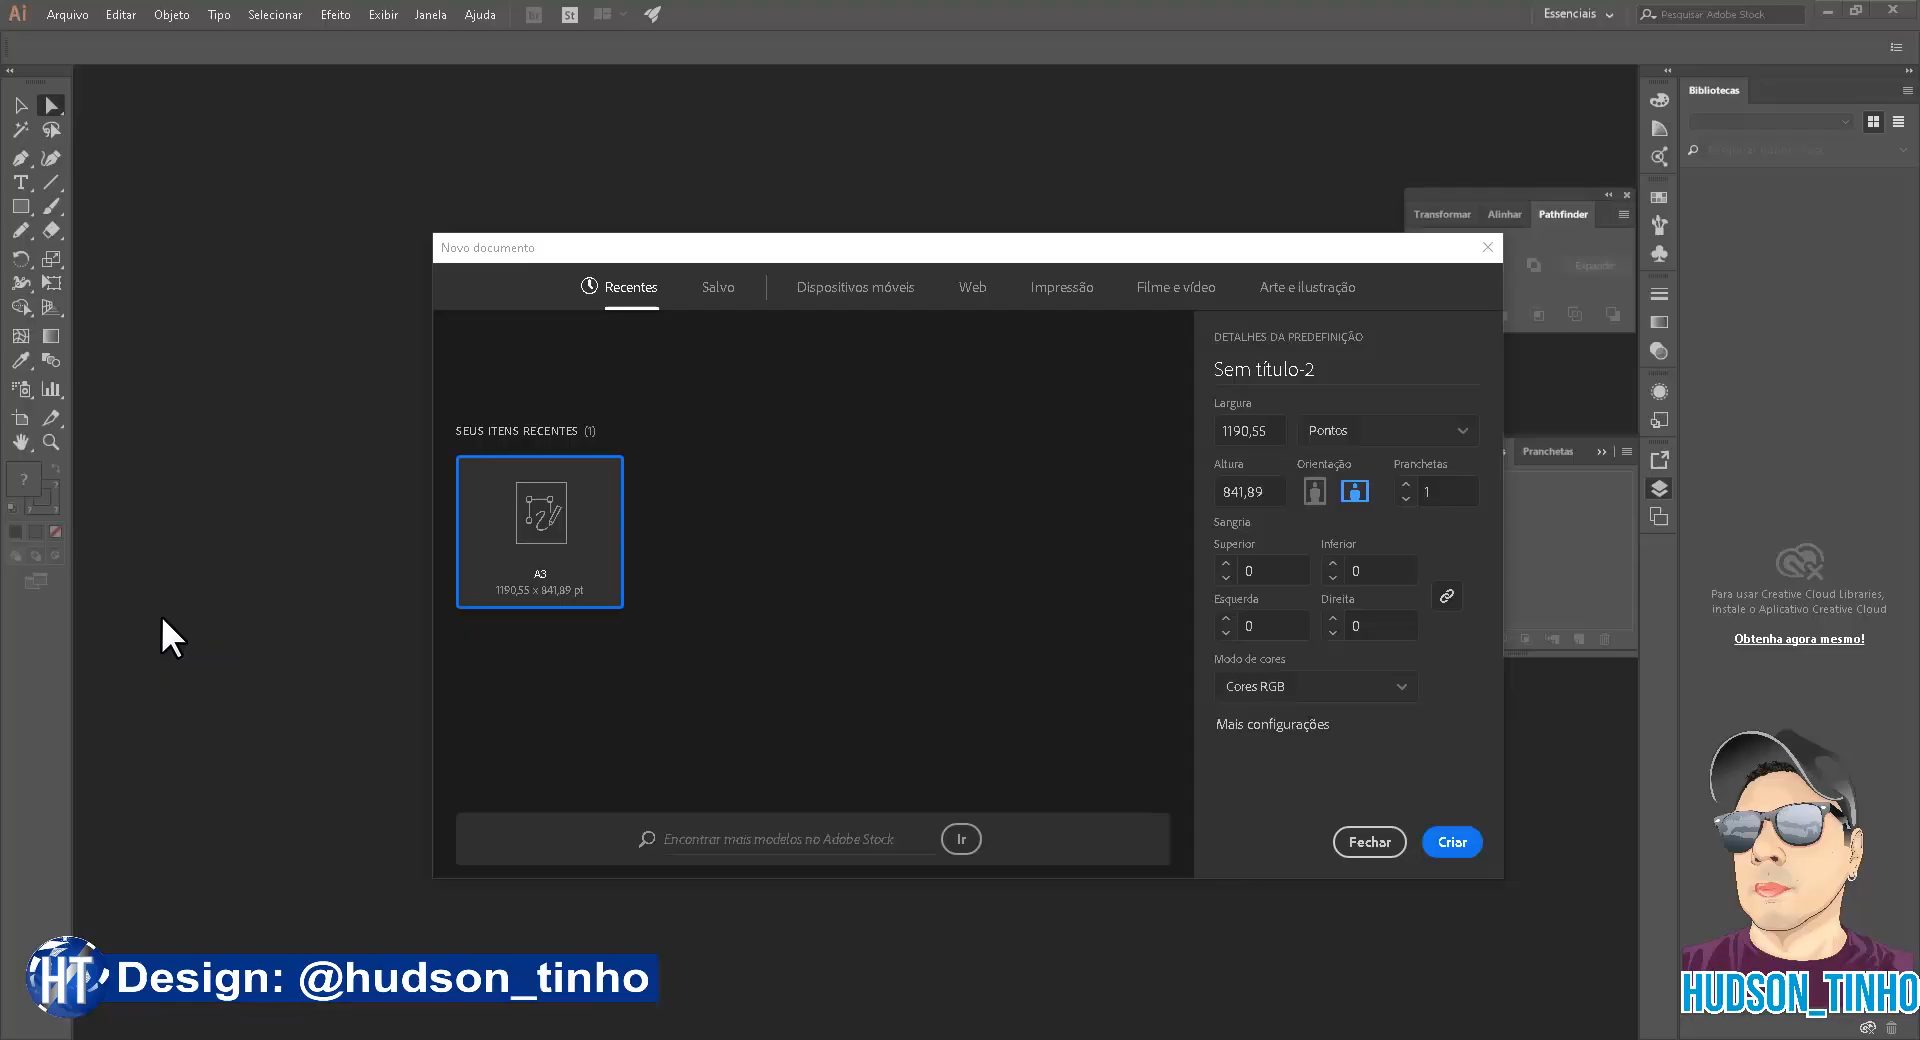 Ai Arquivo Editar Objeto Tipo Selecionar Efeito Exibir Janela Ajuda Br St Essenciais Pesquisar Adobe Stock
Bibliotecas
Transformar Alinhar Pathfinder
Expandir
Novo documento
Recentes Salvo Dispositivos móveis Web Impressão Filme e vídeo Arte e ilustração
DETALHES DA PREDEFINIÇÃO
Sem título-2
Largura
1190,55 Pontos
Altura Orientação Pranchetas
841,89 1
Sangria
Superior Inferior
0 0
Esquerda Direita
0 0
Modo de cores
Cores RGB
Mais configurações
SEUS ITENS RECENTES (1)
A3
1190,55 x 841,89 pt
Encontrar mais modelos no Adobe Stock Ir
Fechar Criar
Pranchetas
?
Para usar Creative Cloud Libraries,
instale o Aplicativo Creative Cloud
Obtenha agora mesmo!
HT Design: @hudson_tinho
HUDSON_TINHO